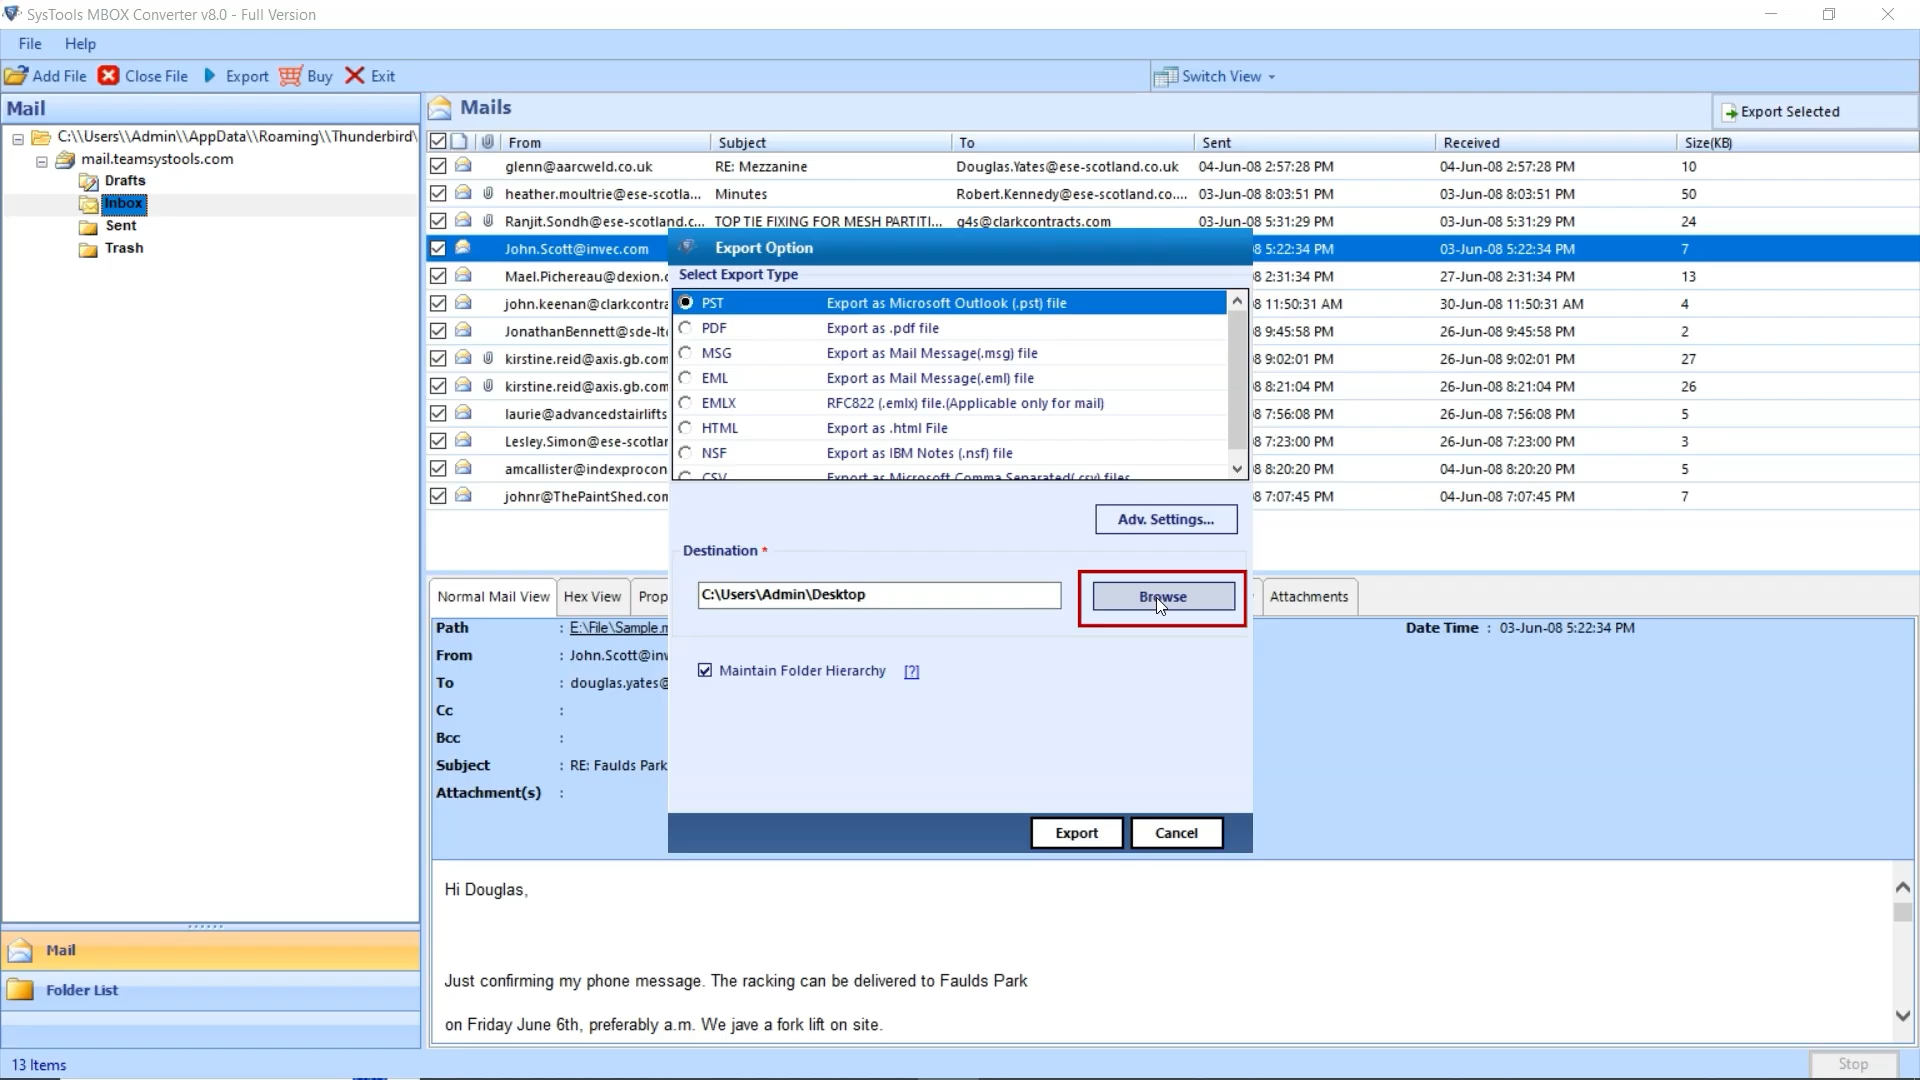 SysTools MBOX Converter v8.0 - Full Version
File Help
Add File Close File Export Buy Exit Switch View
Mail
C:\\Users\\Admin\\AppData\\Roaming\\Thunderbird\
mail.teamsystools.com
Drafts
Inbox
Sent
Trash
Mails
Export Selected
From Subject To Sent Received Size(KB)
glenn@aarcweld.co.uk RE: Mezzanine Douglas.Yates@ese-scotland.co.uk 04-Jun-08 2:57:28 PM 04-Jun-08 2:57:28 PM 10
heather.moultrie@ese-scotla... Minutes Robert.Kennedy@ese-scotland.co.... 03-Jun-08 8:03:51 PM 03-Jun-08 8:03:51 PM 50
Ranjit.Sondh@ese-scotland.c... TOP TIE FIXING FOR MESH PARTITI... g4s@clarkcontracts.com 03-Jun-08 5:31:29 PM 03-Jun-08 5:31:29 PM 24
John.Scott@invec.com 8 5:22:34 PM 03-Jun-08 5:22:34 PM 7
Mael.Pichereau@dexion.c 8 2:31:34 PM 27-Jun-08 2:31:34 PM 13
john.keenan@clarkcontra 8 11:50:31 AM 30-Jun-08 11:50:31 AM 4
JonathanBennett@sde-lt 8 9:45:58 PM 26-Jun-08 9:45:58 PM 2
kirstine.reid@axis.gb.com 8 9:02:01 PM 26-Jun-08 9:02:01 PM 27
kirstine.reid@axis.gb.com 8 8:21:04 PM 26-Jun-08 8:21:04 PM 26
laurie@advancedstairlifts 8 7:56:08 PM 26-Jun-08 7:56:08 PM 5
Lesley.Simon@ese-scotlar 8 7:23:00 PM 26-Jun-08 7:23:00 PM 3
amcallister@indexprocon 8 8:20:20 PM 04-Jun-08 8:20:20 PM 5
johnr@ThePaintShed.com 8 7:07:45 PM 04-Jun-08 7:07:45 PM 7
Export Option
Select Export Type
PST Export as Microsoft Outlook (.pst) file
PDF Export as .pdf file
MSG Export as Mail Message(.msg) file
EML Export as Mail Message(.eml) file
EMLX RFC822 (.emlx) file.(Applicable only for mail)
HTML Export as .html File
NSF Export as IBM Notes (.nsf) file
CSV Export as Microsoft Comma Separated(.csv) files
Adv. Settings...
Destination *
C:\Users\Admin\Desktop Browse
Maintain Folder Hierarchy [?]
Export Cancel
Normal Mail View Hex View Prop Attachments
Path : E:\File\Sample.m Date Time : 03-Jun-08 5:22:34 PM
From : John.Scott@inv
To : douglas.yates@
Cc :
Bcc :
Subject : RE: Faulds Park
Attachment(s) :
Hi Douglas,
Just confirming my phone message. The racking can be delivered to Faulds Park
on Friday June 6th, preferably a.m. We jave a fork lift on site.
Mail
Folder List
13 Items Stop